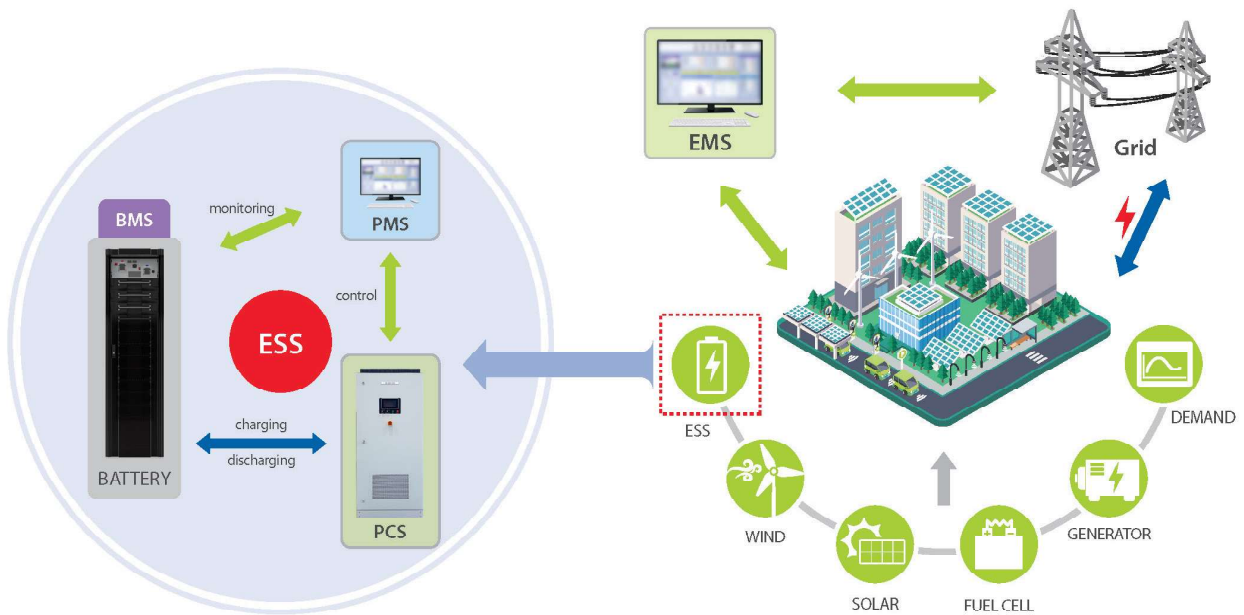 BMS
monitoring
PMS
control
ESS
charging
discharging
BATTERY
PCS
EMS
Grid
ESS
WIND
SOLAR
FUEL CELL
GENERATOR
DEMAND